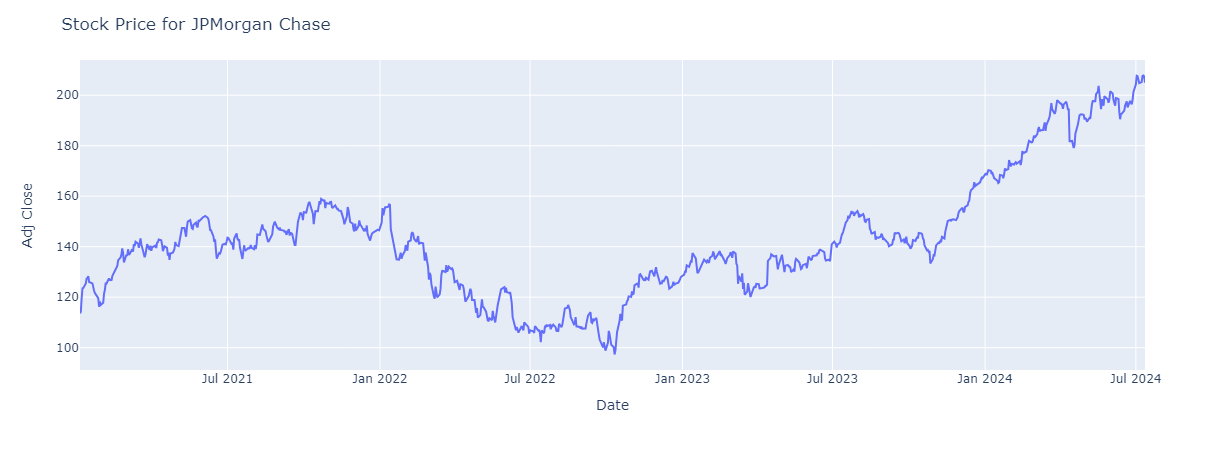 Stock Price for JPMorgan Chase
Adj Close
200
180
160
140
120
100
Jul 2021
Jan 2022
Jul 2022
Jan 2023
Jul 2023
Jan 2024
Jul 2024
Date